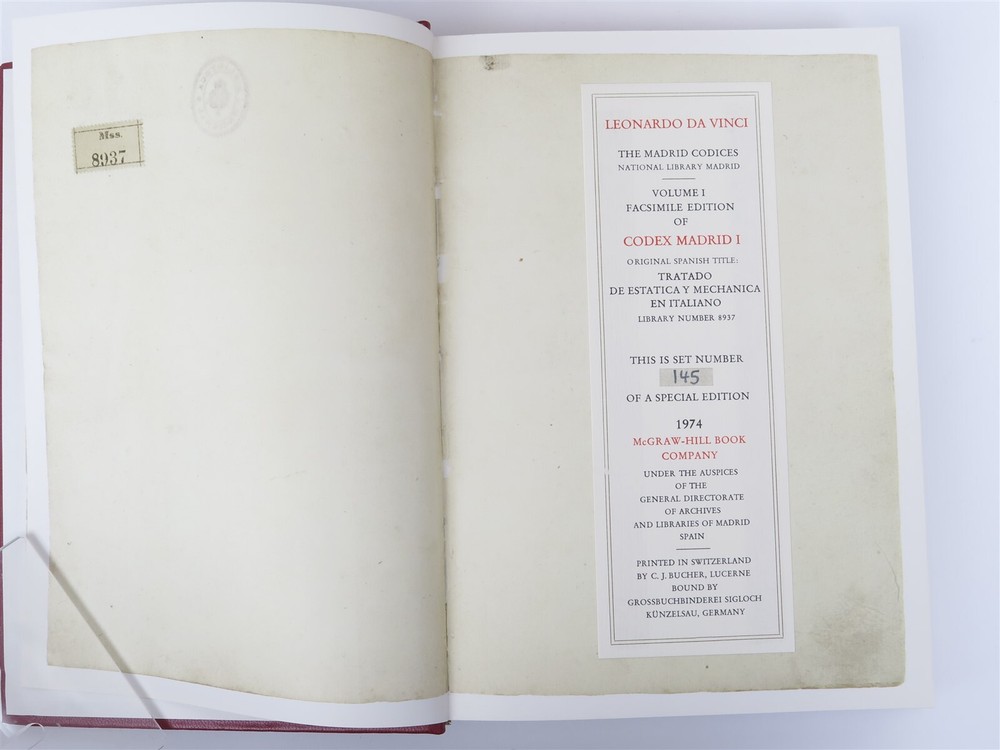 Mss.
8937
LEONARDO DA VINCI
THE MADRID CODICES
NATIONAL LIBRARY MADRID
VOLUME I
FACSIMILE EDITION
OF
CODEX MADRID I
ORIGINAL SPANISH TITLE:
TRATADO
DE ESTATICA Y MECHANICA
EN ITALIANO
LIBRARY NUMBER 8937
THIS IS SET NUMBER
145
OF A SPECIAL EDITION
1974
McGRAW-HILL BOOK
COMPANY
UNDER THE AUSPICES
OF THE
GENERAL DIRECTORATE
OF ARCHIVES
AND LIBRARIES OF MADRID
SPAIN
PRINTED IN SWITZERLAND
BY C. J. BUCHER, LUCERNE
BOUND BY
GROSSBUCHBINDEREI SIGLOCH
KÜNZELSAU, GERMANY